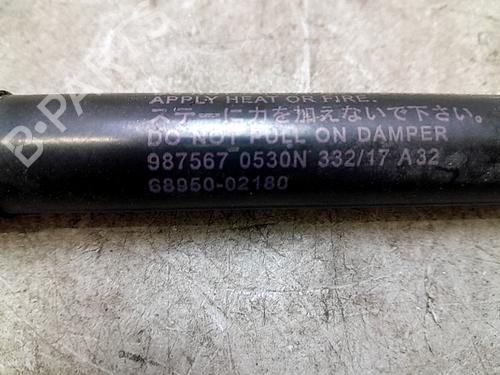 APPLY HEAT OR FIRE.
ステーに力を加えないで下さい。
DO NOT PULL ON DAMPER
987567 0530N 332/17 A32
68950-02180
B-PARTS